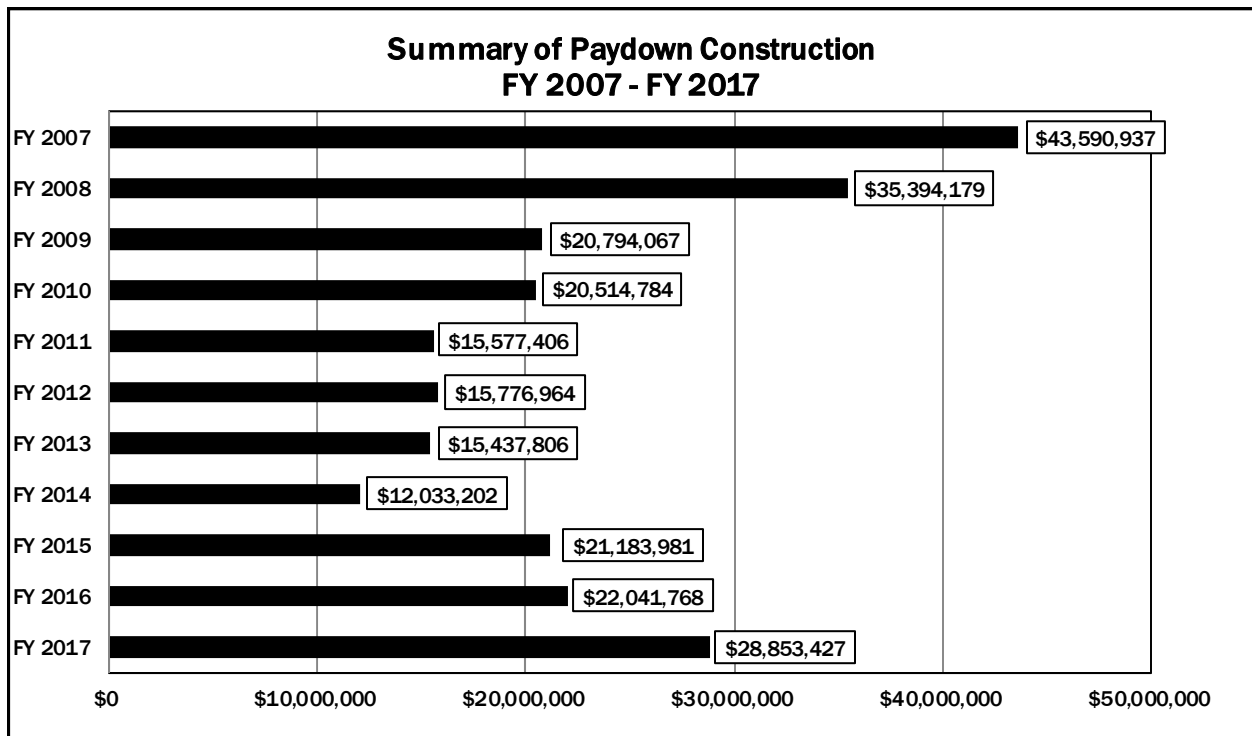 Summary of Paydown Construction
FY 2007 - FY 2017
FY 2007 $43,590,937
FY 2008 $35,394,179
FY 2009 $20,794,067
FY 2010 $20,514,784
FY 2011 $15,577,406
FY 2012 $15,776,964
FY 2013 $15,437,806
FY 2014 $12,033,202
FY 2015 $21,183,981
FY 2016 $22,041,768
FY 2017 $28,853,427
$0 $10,000,000 $20,000,000 $30,000,000 $40,000,000 $50,000,000